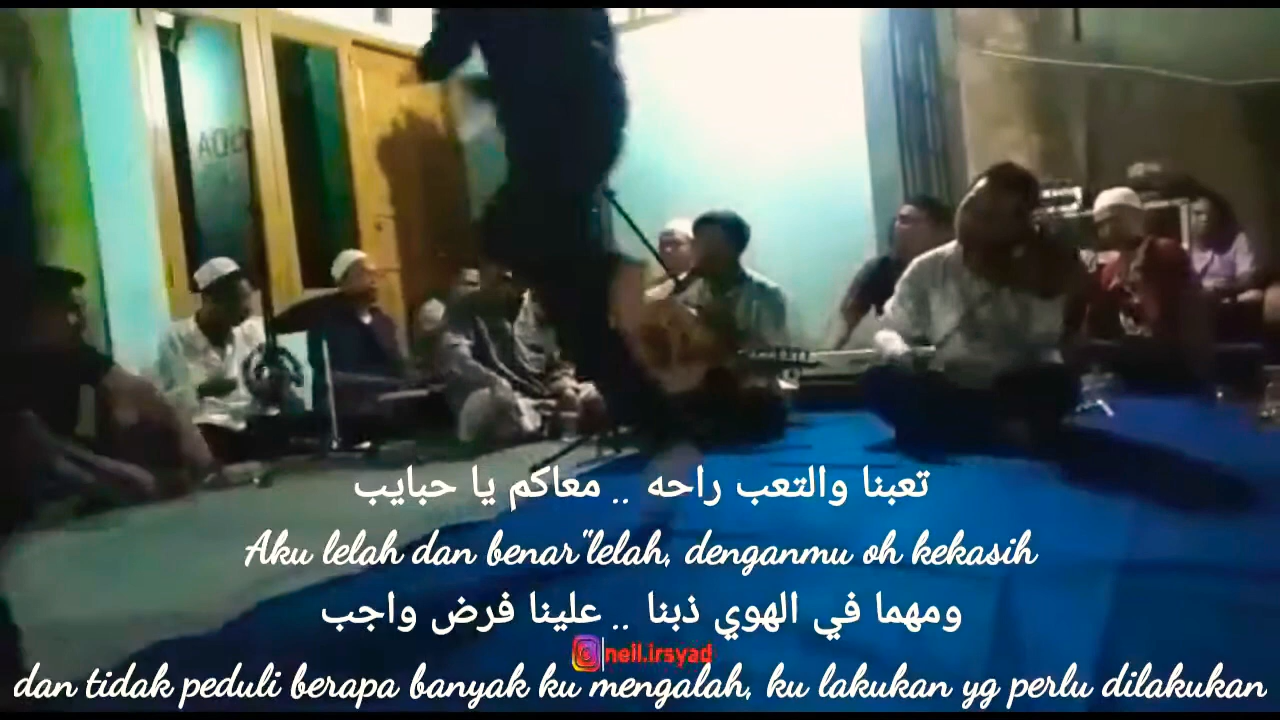 تعبنا والتعب راحه .. معاكم يا حبايب
Aku lelah dan benar"lelah, denganmu oh kekasih
ومهما في الهوي ذبنا .. علينا فرض واجب
neil.irsyad
dan tidak peduli berapa banyak ku mengalah, ku lakukan yg perlu dilakukan